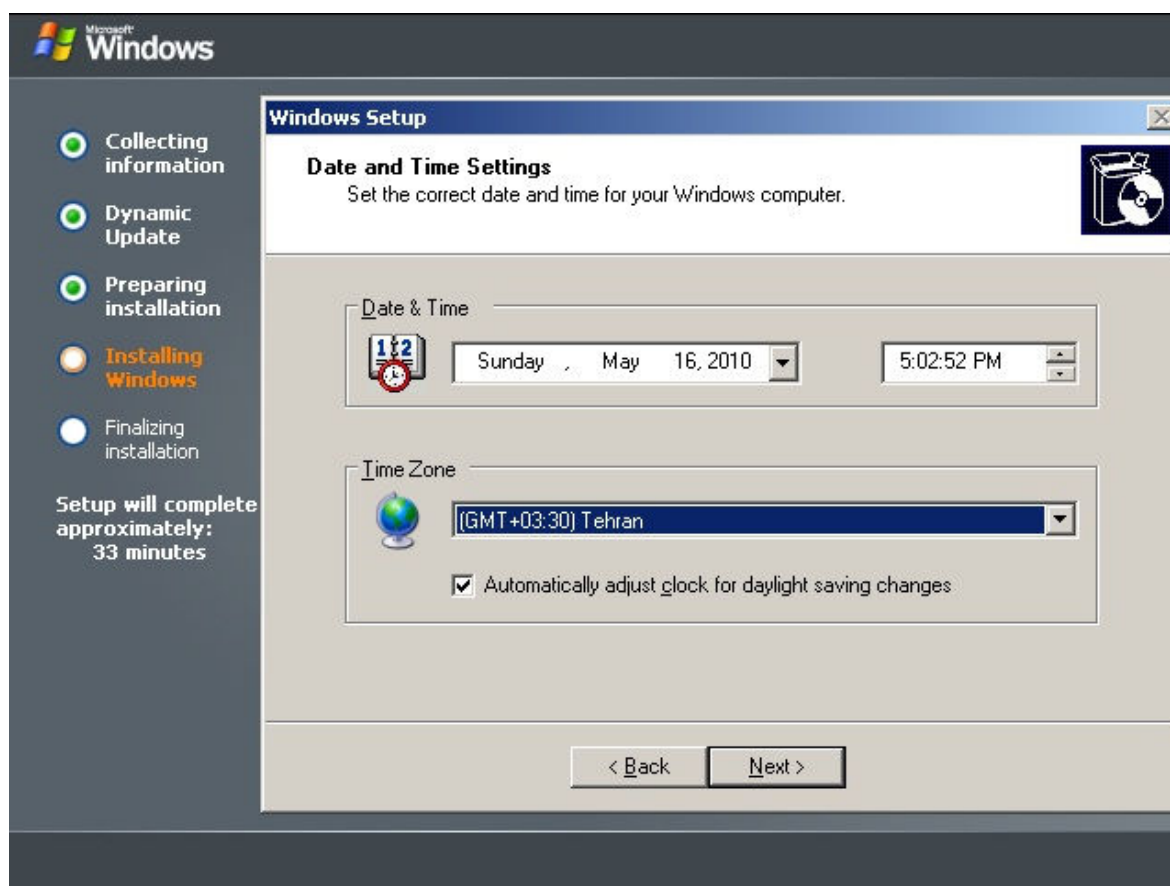 Microsoft
Windows
Collecting
information
Dynamic
Update
Preparing
installation
Installing
Windows
Finalizing
installation
Setup will complete
approximately:
33 minutes
Windows Setup
Date and Time Settings
Set the correct date and time for your Windows computer.
Date & Time
12
Sunday , May 16, 2010 5:02:52 PM
Time Zone
(GMT+03:30) Tehran
Automatically adjust clock for daylight saving changes
< Back Next >